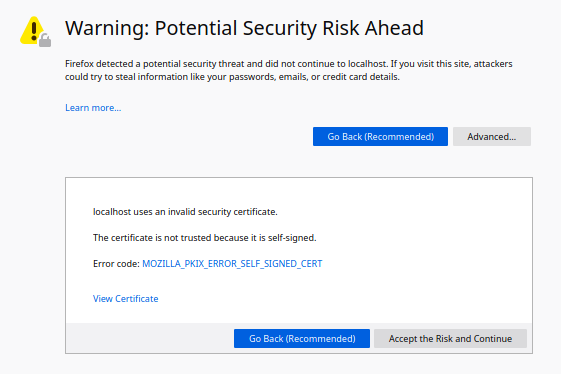 Warning: Potential Security Risk Ahead
Firefox detected a potential security threat and did not continue to localhost. If you visit this site, attackers
could try to steal information like your passwords, emails, or credit card details.
Learn more...
Go Back (Recommended)
Advanced...
localhost uses an invalid security certificate.
The certificate is not trusted because it is self-signed.
Error code: MOZILLA_PKIX_ERROR_SELF_SIGNED_CERT
View Certificate
Go Back (Recommended)
Accept the Risk and Continue